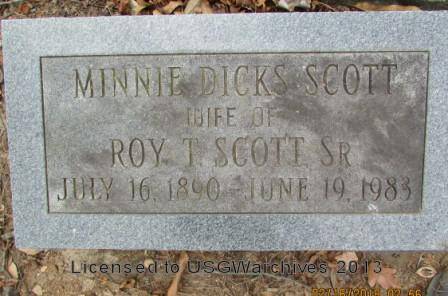 MINNIE DICKS SCOTT
WIFE OF
ROY T. SCOTT SR
JULY 16, 1890 - JUNE 19, 1983
Licensed to USGWarchives 2013